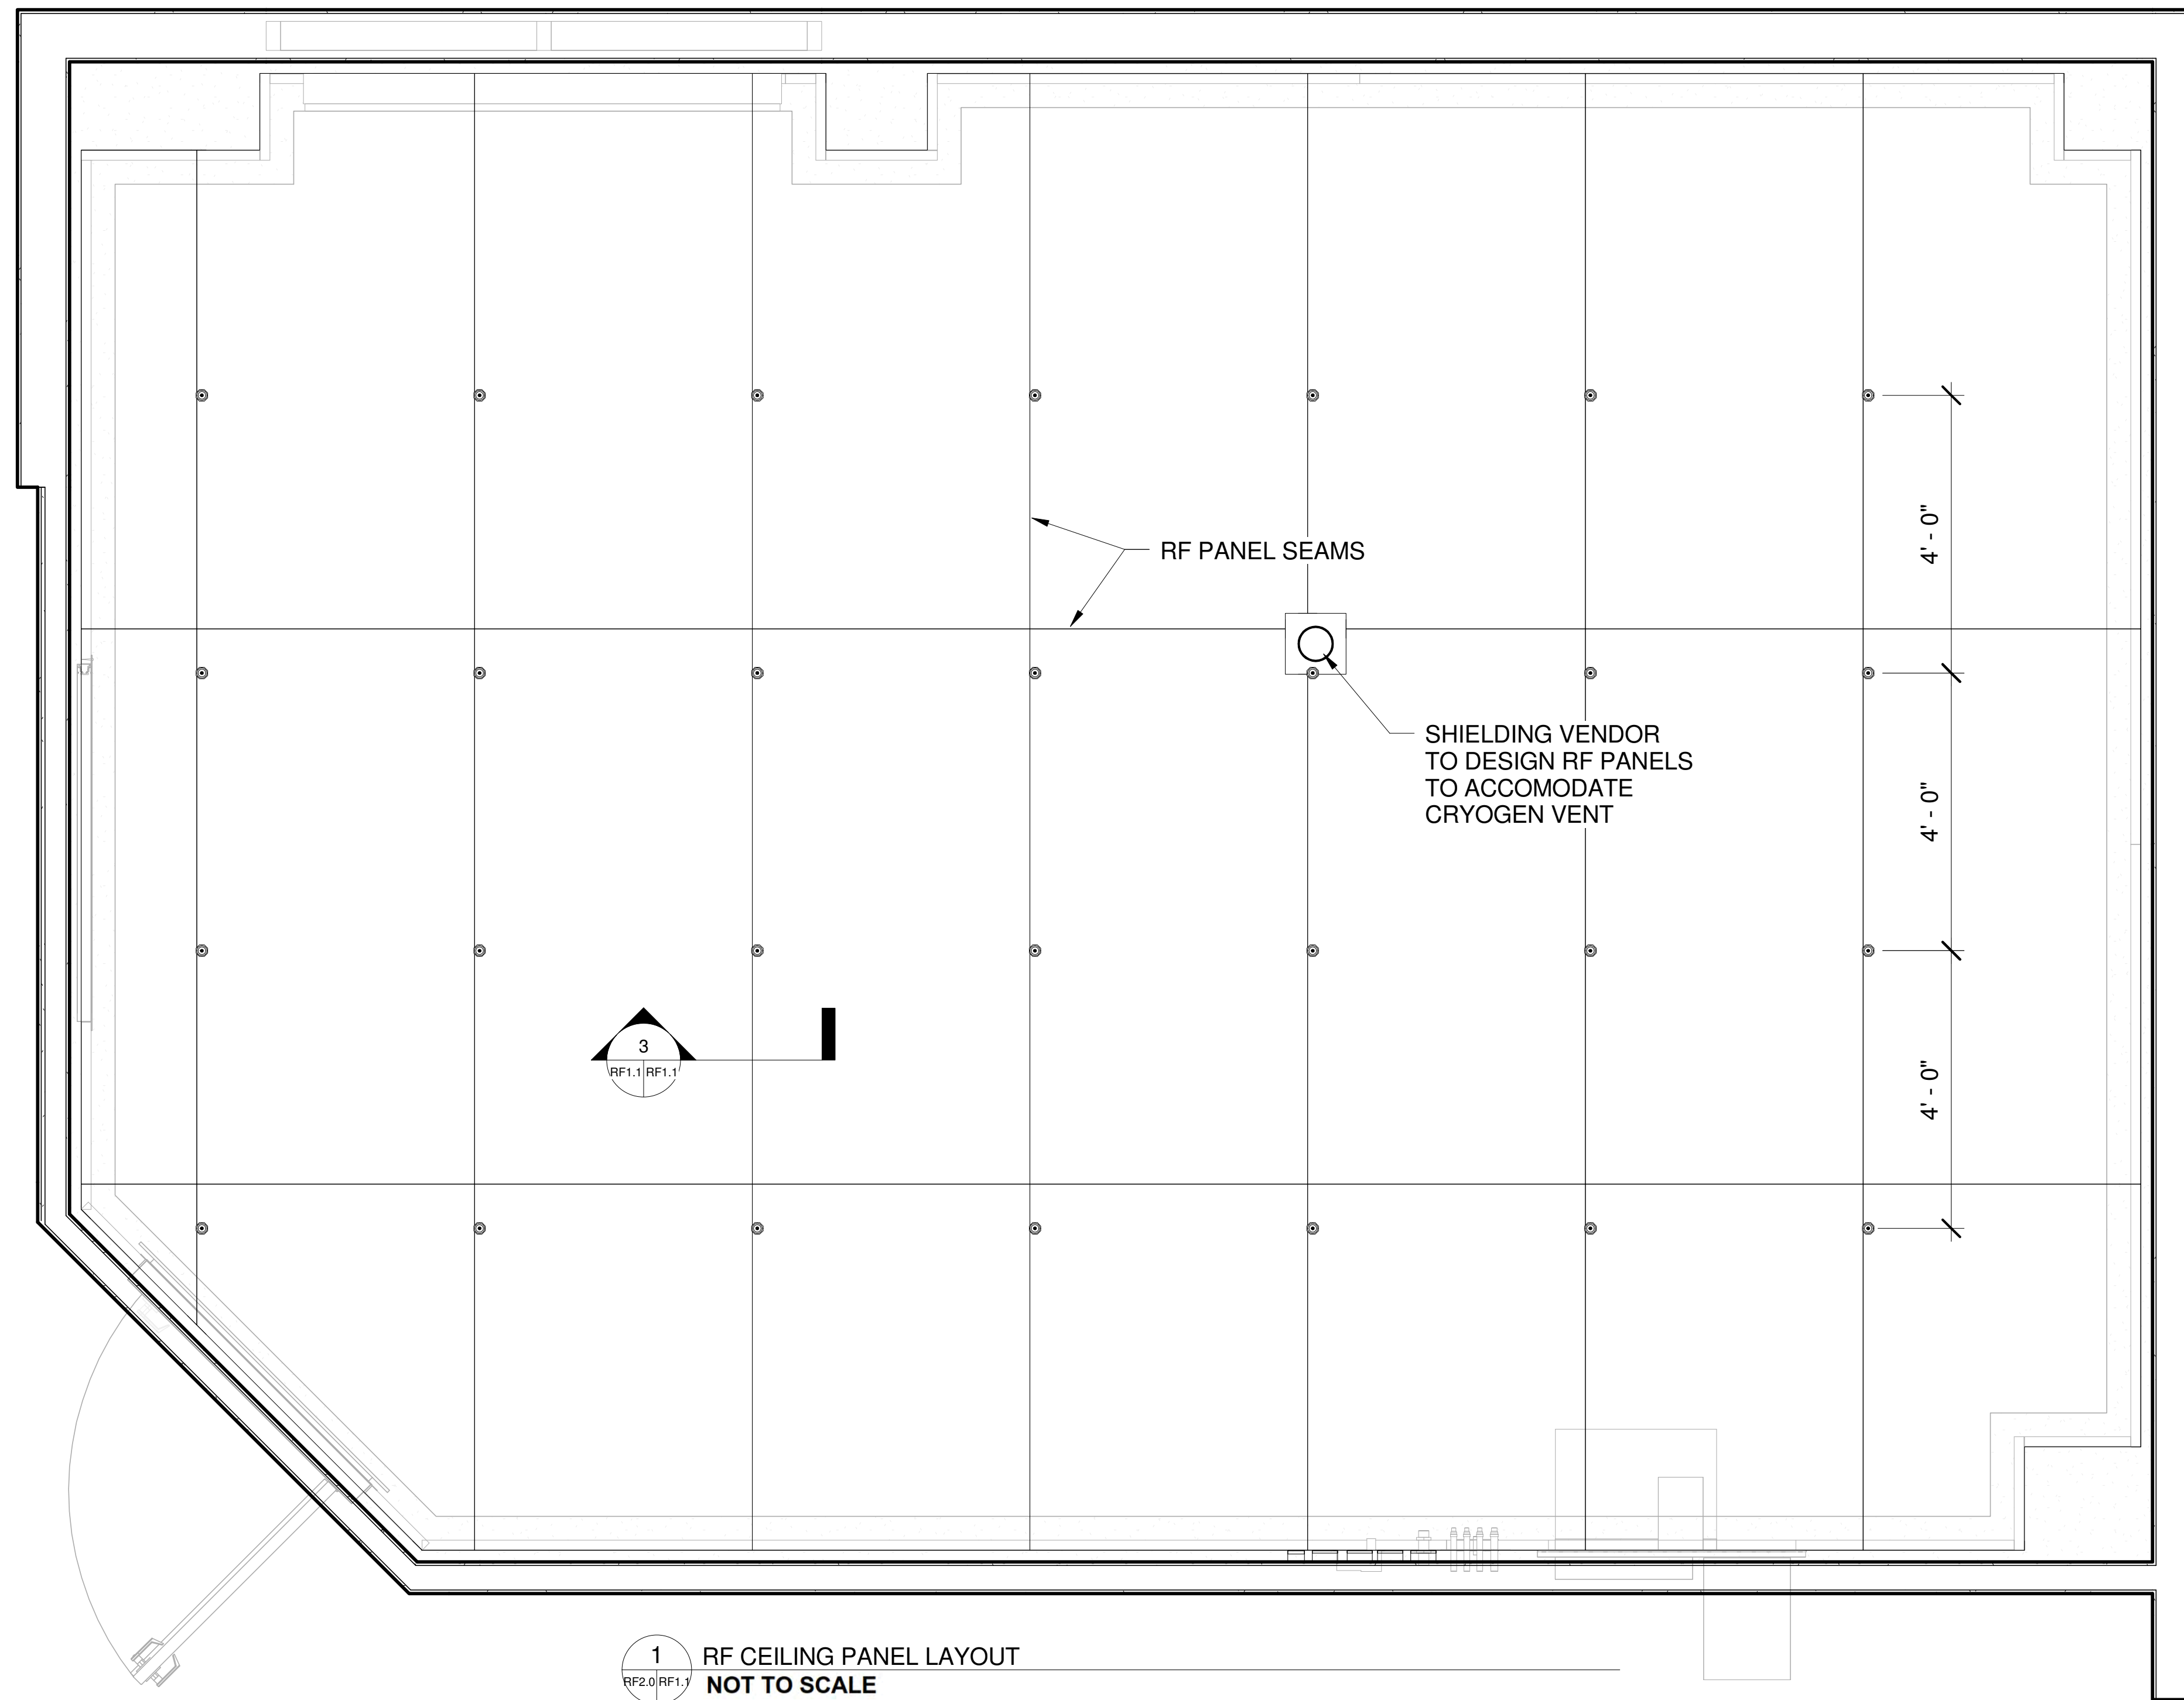 RF PANEL SEAMS
4' - 0"
SHIELDING VENDOR
TO DESIGN RF PANELS
TO ACCOMODATE
CRYOGEN VENT
4' - 0"
3
RF1.1 RF1.1
4' - 0"
1
RF2.0 RF1.1
RF CEILING PANEL LAYOUT
NOT TO SCALE